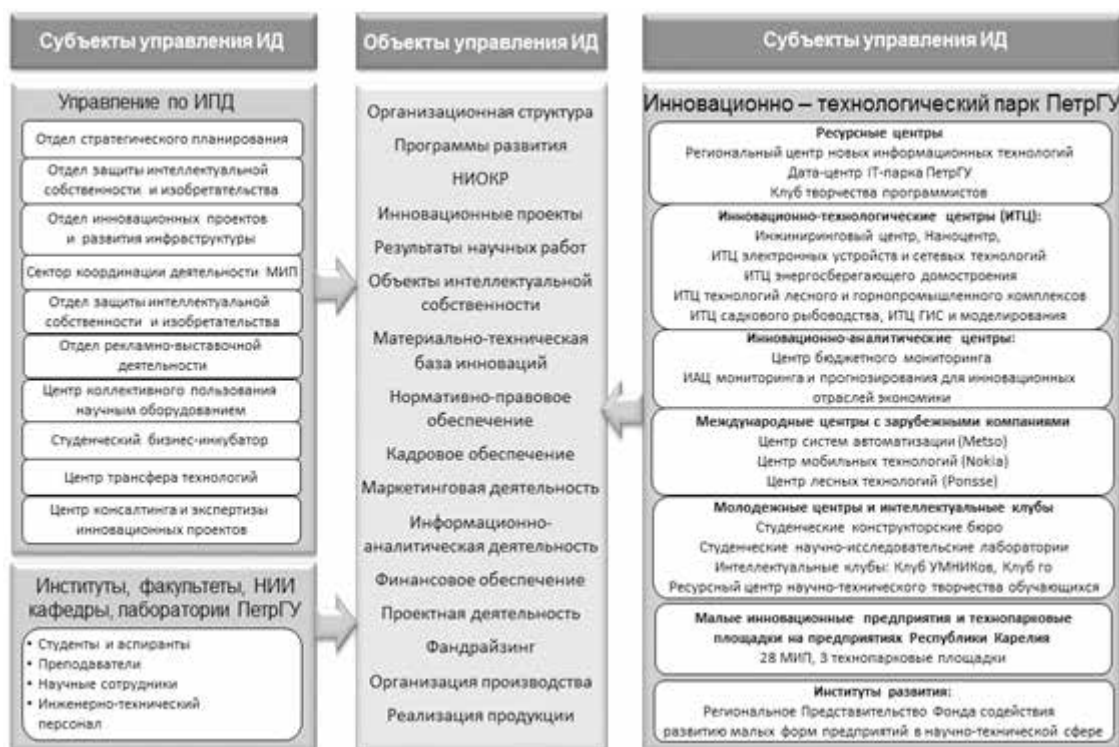 Субъекты управления ИД
Управление по ИПД
Отдел стратегического планирования
Отдел защиты интеллектуальной
собственности и изобретательства
Отдел инновационных проектов
и развития инфраструктуры
Сектор координации деятельности МИП
Отдел защиты интеллектуальной
собственности и изобретательства
Отдел рекламно-выставочной
деятельности
Центр коллективного пользования
научным оборудованием
Студенческий бизнес-инкубатор
Центр трансфера технологий
Центр консалтинга и экспертизы
инновационных проектов
Институты, факультеты, НИИ
кафедры, лаборатории ПетрГУ
• Студенты и аспиранты
• Преподаватели
• Научные сотрудники
• Инженерно-технический
персонал
Объекты управления ИД
Организационная структура
Программы развития
НИОКР
Инновационные проекты
Результаты научных работ
Объекты интеллектуальной
собственности
Материально-техническая
база инноваций
Нормативно-правовое
обеспечение
Кадровое обеспечение
Маркетинговая деятельность
Информационно-
аналитическая деятельность
Финансовое обеспечение
Проектная деятельность
Фандрайзинг
Организация производства
Реализация продукции
Субъекты управления ИД
Инновационно – технологический парк ПетрГУ
Ресурсные центры
Региональный центр новых информационных технологий
Дата-центр IT-парка ПетрГУ
Клуб творчества программистов
Инновационно-технологические центры (ИТЦ):
Инжиниринговый центр, Наноцентр,
ИТЦ электронных устройств и сетевых технологий
ИТЦ энергосберегающего домостроения
ИТЦ технологий лесного и горнопромышленного комплексов
ИТЦ садкового рыбоводства, ИТЦ ГИС и моделирования
Инновационно-аналитические центры:
Центр бюджетного мониторинга
ИАЦ мониторинга и прогнозирования для инновационных
отраслей экономики
Международные центры с зарубежными компаниями
Центр систем автоматизации (Metso)
Центр мобильных технологий (Nokia)
Центр лесных технологий (Ponsse)
Молодежные центры и интеллектуальные клубы
Студенческие конструкторские бюро
Студенческие научно-исследовательские лаборатории
Интеллектуальные клубы: Клуб УМНИКов, Клуб го
Ресурсный центр научно-технического творчества обучающихся
Малые инновационные предприятия и технопарковые
площадки на предприятиях Республики Карелия
28 МИП, 3 технопарковые площадки
Институты развития:
Региональное Представительство Фонда содействия
развитию малых форм предприятий в научно-технической сфере